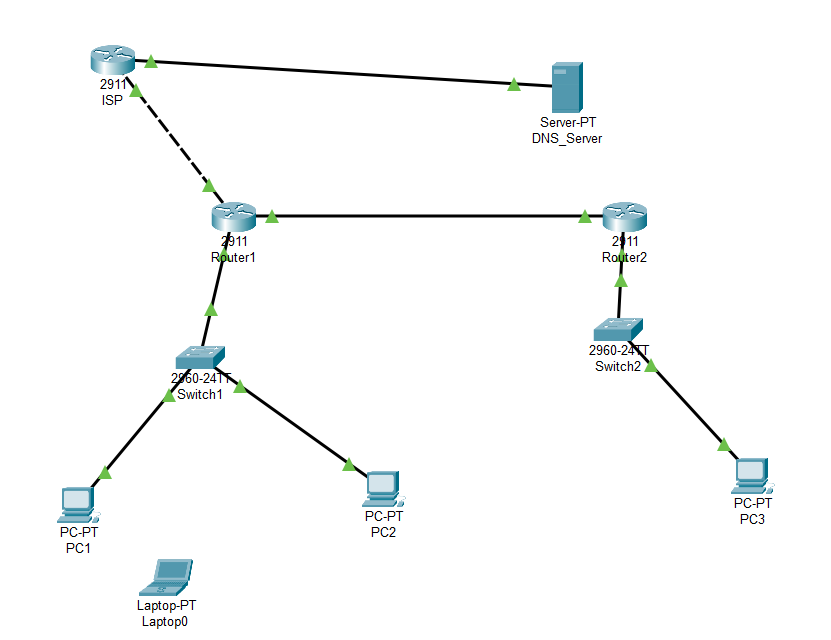 2911
ISP
Server-PT
DNS_Server
2911
Router1
2911
Router2
2960-24TT
Switch1
2960-24TT
Switch2
PC-PT
PC1
PC-PT
PC2
PC-PT
PC3
Laptop-PT
Laptop0